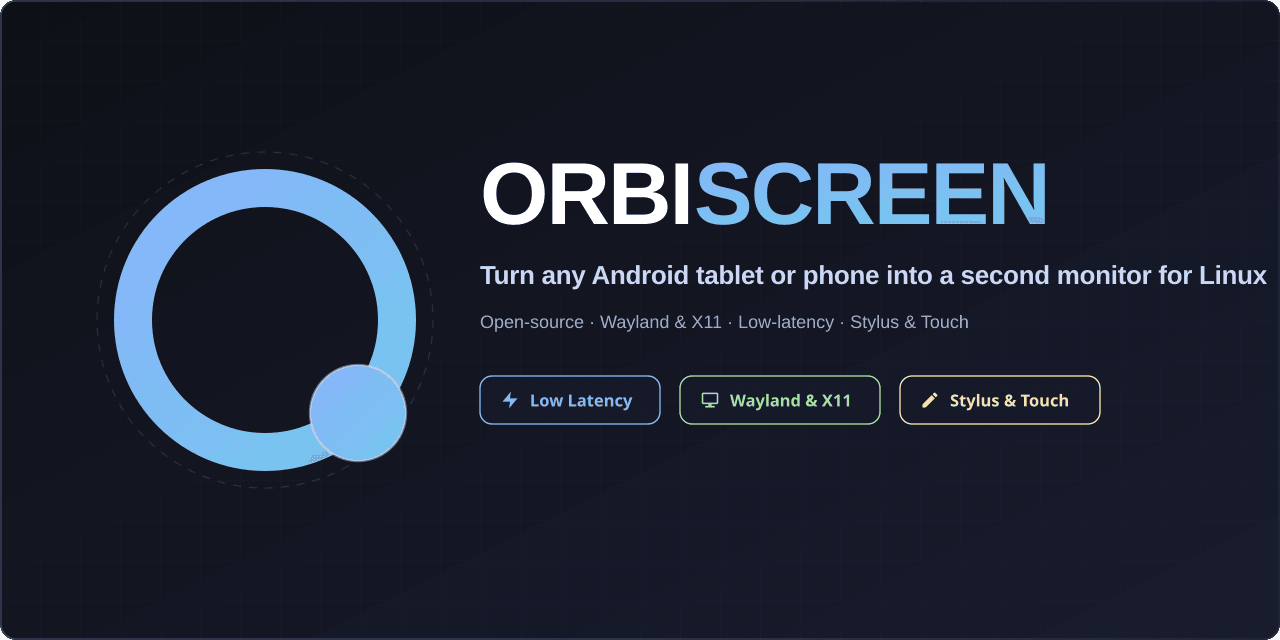 ORBISCREEN
Turn any Android tablet or phone into a second monitor for Linux
Open-source · Wayland & X11 · Low-latency · Stylus & Touch
Low Latency
Wayland & X11
Stylus & Touch